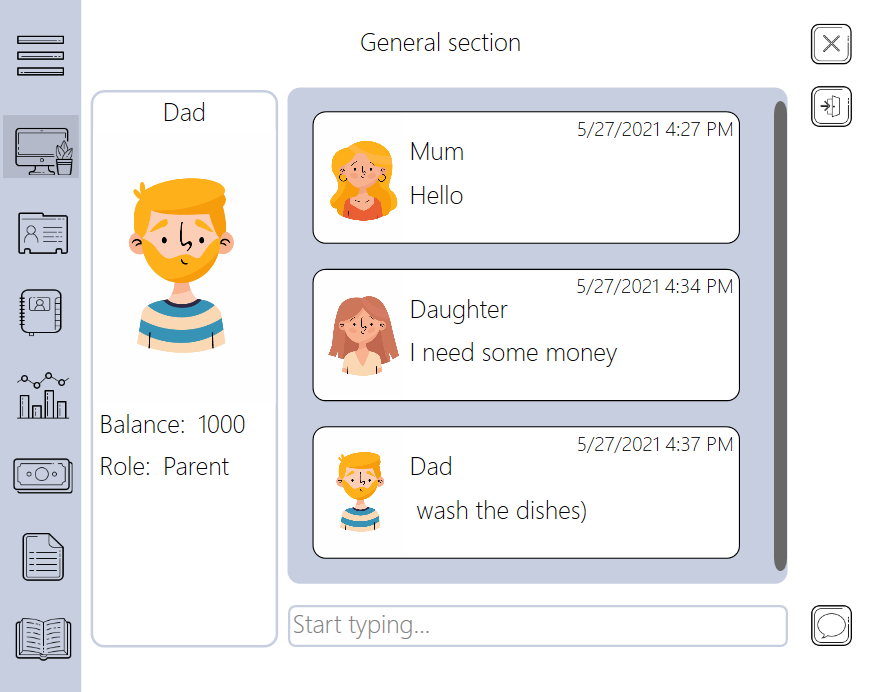 General section
Dad
Balance: 1000
Role: Parent
5/27/2021 4:27 PM
Mum
Hello
5/27/2021 4:34 PM
Daughter
I need some money
5/27/2021 4:37 PM
Dad
wash the dishes)
Start typing...